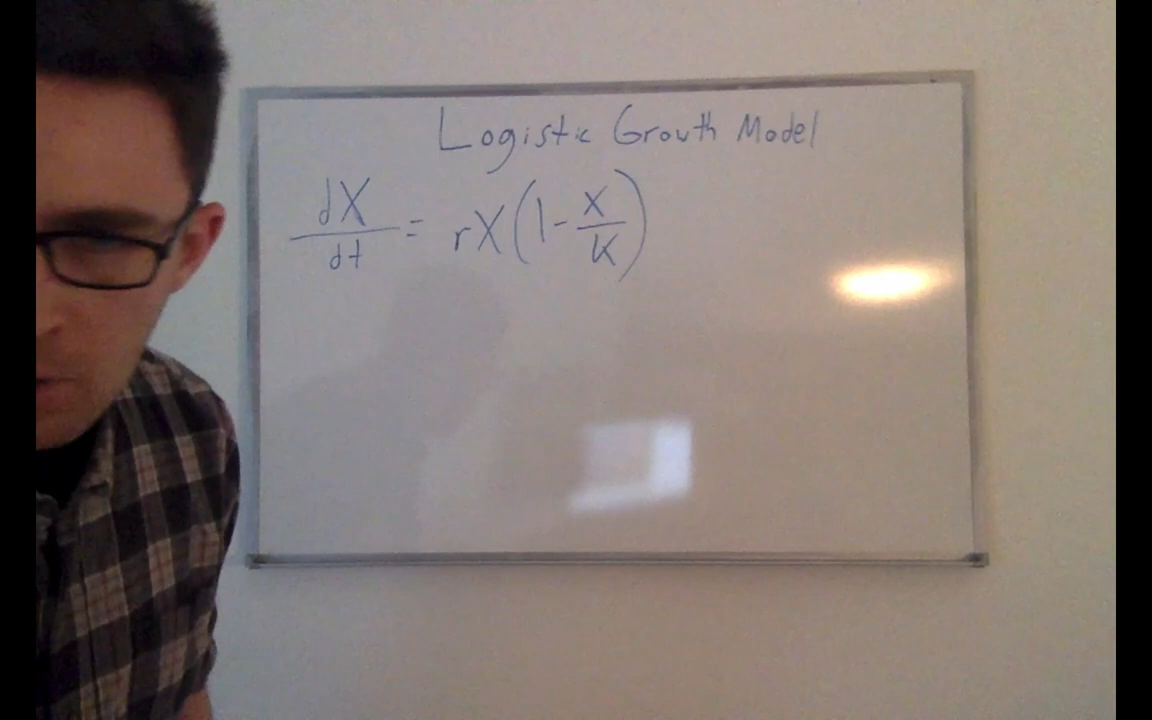 Logistic Growth Model
dX/dt = rX(1 - X/K)